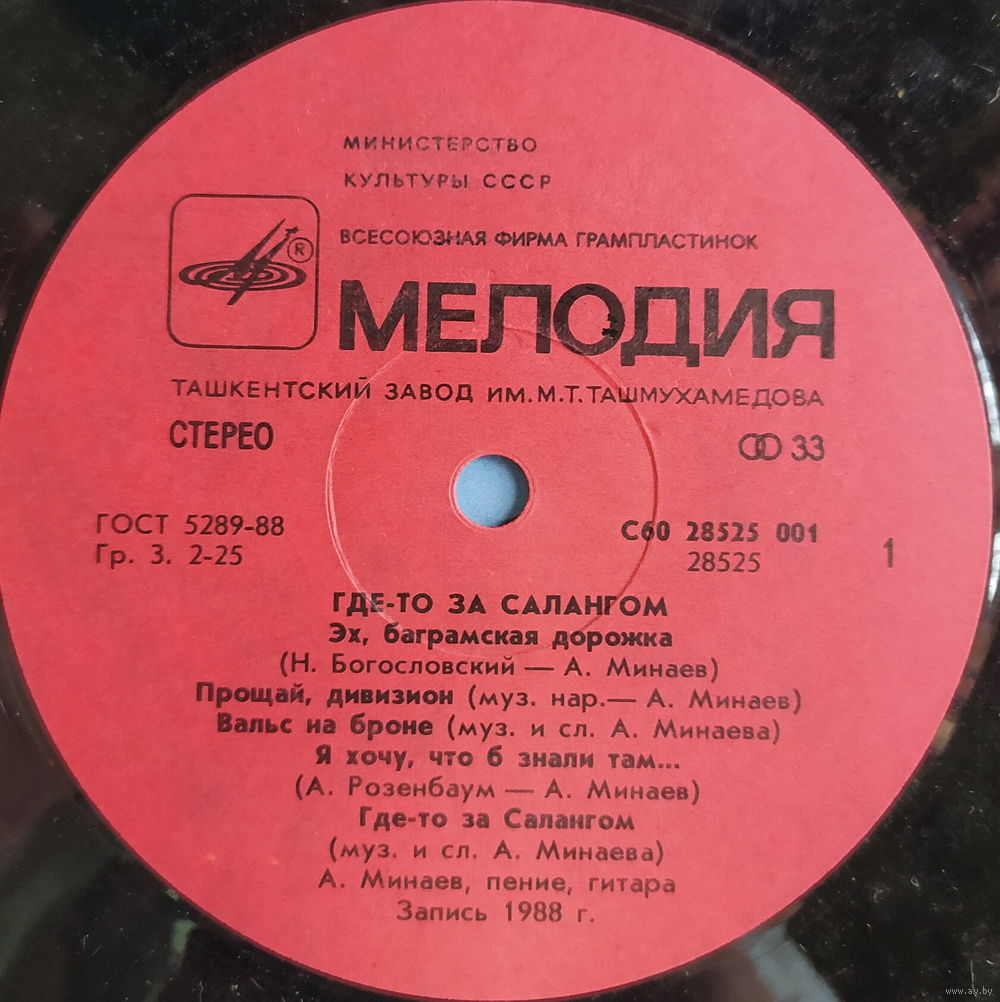 МИНИСТЕРСТВО
КУЛЬТУРЫ СССР
ВСЕСОЮЗНАЯ ФИРМА ГРАМПЛАСТИНОК
®
МЕЛОДИЯ
ТАШКЕНТСКИЙ ЗАВОД ИМ. М. Т. ТАШМУХАМЕДОВА
СТЕРЕО
33
ГОСТ 5289-88
Гр. 3. 2-25
С60 28525 001
28525
1
ГДЕ-ТО ЗА САЛАНГОМ
Эх, баграмская дорожка
(Н. Богословский — А. Минаев)
Прощай, дивизион (муз. нар.— А. Минаев)
Вальс на броне (муз. и сл. А. Минаева)
Я хочу, что б знали там...
(А. Розенбаум — А. Минаев)
Где-то за Салангом
(муз. и сл. А. Минаева)
А. Минаев, пение, гитара
Запись 1988 г.
www.ay.by